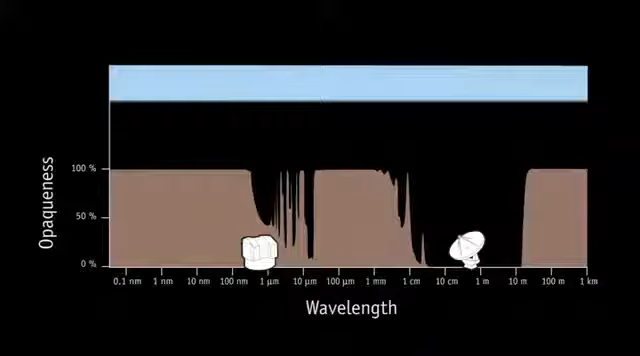 Opaqueness
100 %
50 %
0 %
0.1 nm 1 nm 10 nm 100 nm 1 µm 10 µm 100 µm 1 mm 1 cm 10 cm 1 m 10 m 100 m 1 km
Wavelength